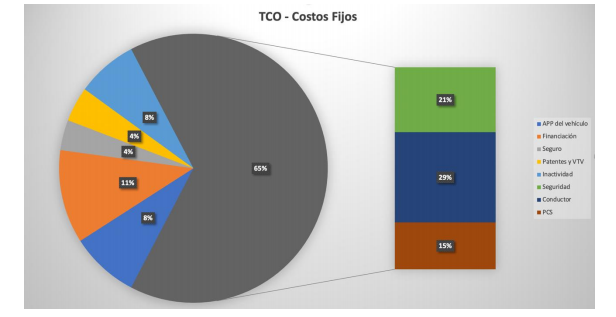 TCO - Costos Fijos
8%
4%
4%
11%
8%
65%
21%
29%
15%
APP del vehículo
Financiación
Seguro
Patentes y VTV
Inactividad
Seguridad
Conductor
PCS